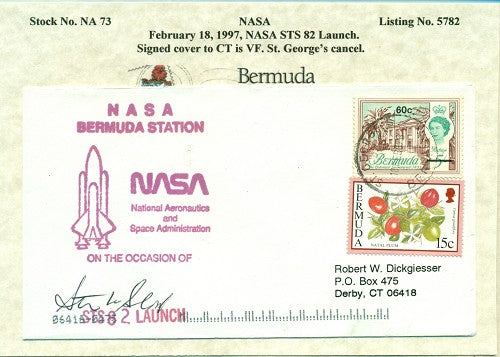 Stock No. NA 73 NASA Listing No. 5782
February 18, 1997, NASA STS 82 Launch.
Signed cover to CT is VF. St. George's cancel.
Bermuda
NASA
BERMUDA STATION
NASA
National Aeronautics
and
Space Administration
ON THE OCCASION OF
STS 82 LAUNCH
60c
Bermuda
BERMUDA
NATAL PLUM
15c
Robert W. Dickgiesser
P.O. Box 475
Derby, CT 06418